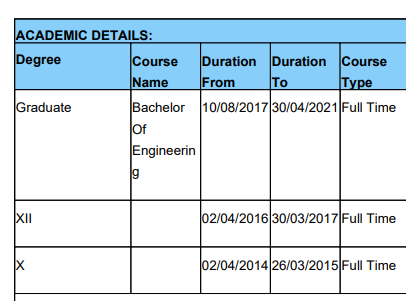 ACADEMIC DETAILS:
Degree Course Name Duration From Duration To Course Type
Graduate Bachelor Of Engineerin g 10/08/2017 30/04/2021 Full Time
XII 02/04/2016 30/03/2017 Full Time
X 02/04/2014 26/03/2015 Full Time